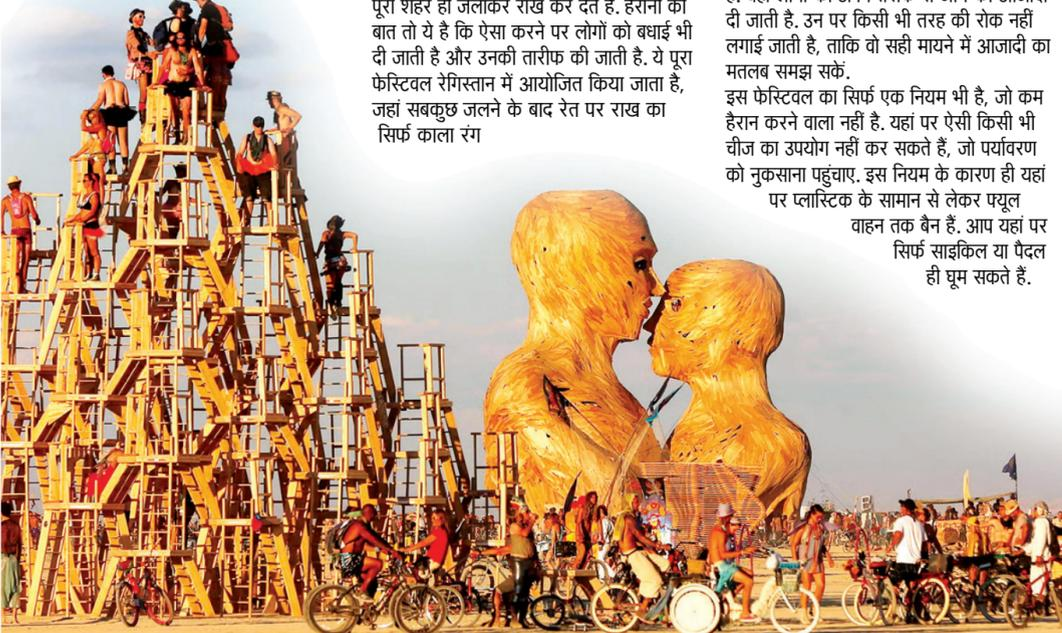 पूरा शहर ही जलाकर राख कर देते हैं. हैरानी की
बात तो ये है कि ऐसा करने पर लोगों को बधाई भी
दी जाती है और उनकी तारीफ की जाती है. ये पूरा
फेस्टिवल रेगिस्तान में आयोजित किया जाता है,
जहां सबकुछ जलने के बाद रेत पर राख का
सिर्फ काला रंग
दी जाती है. उन पर किसी भी तरह की रोक नहीं
लगाई जाती है, ताकि वो सही मायने में आजादी का
मतलब समझ सकें.
इस फेस्टिवल का सिर्फ एक नियम भी है, जो कम
हैरान करने वाला नहीं है. यहां पर ऐसी किसी भी
चीज का उपयोग नहीं कर सकते हैं, जो पर्यावरण
को नुकसाना पहुंचाए. इस नियम के कारण ही यहां
पर प्लास्टिक के सामान से लेकर फ्यूल
वाहन तक बैन हैं. आप यहां पर
सिर्फ साइकिल या पैदल
ही घूम सकते हैं.